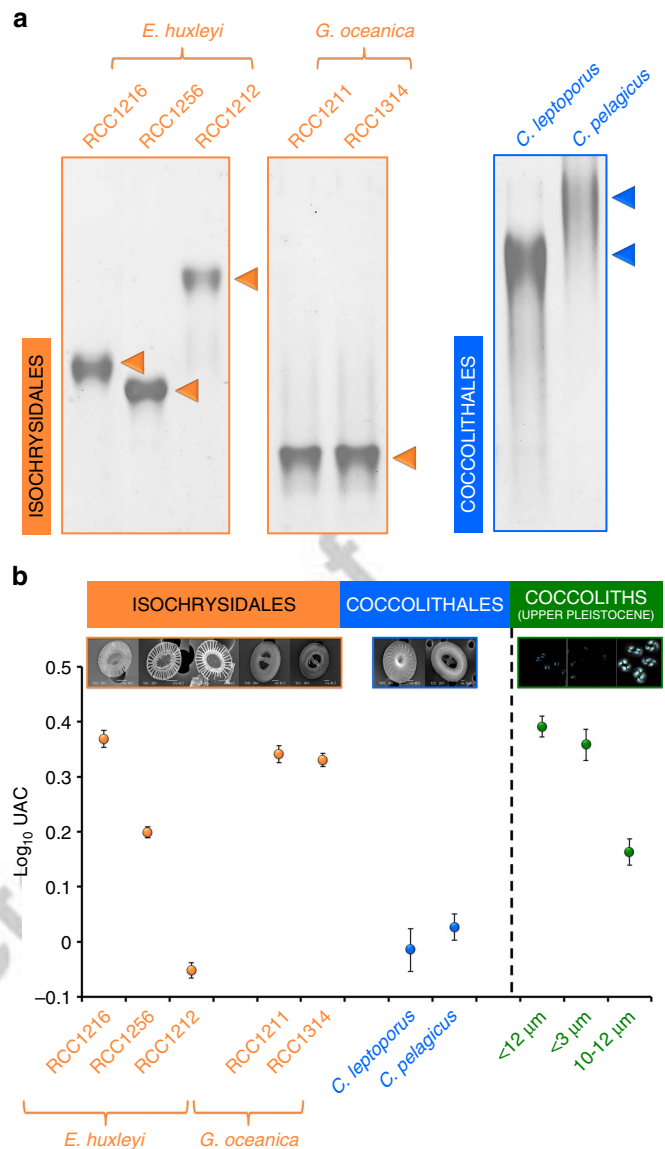 a
E. huxleyi
G. oceanica
RCC1216
RCC1256
RCC1212
RCC1211
RCC1314
C. leptoporus
C. pelagicus
ISOCHRYSIDALES
COCCOLITHALES
b
ISOCHRYSIDALES
COCCOLITHALES
COCCOLITHS
(UPPER PLEISTOCENE)
Log10 UAC
0.5
0.4
0.3
0.2
0.1
0
–0.1
RCC1216
RCC1256
RCC1212
RCC1211
RCC1314
C. leptoporus
C. pelagicus
<12 μm
<3 μm
10-12 μm
E. huxleyi
G. oceanica